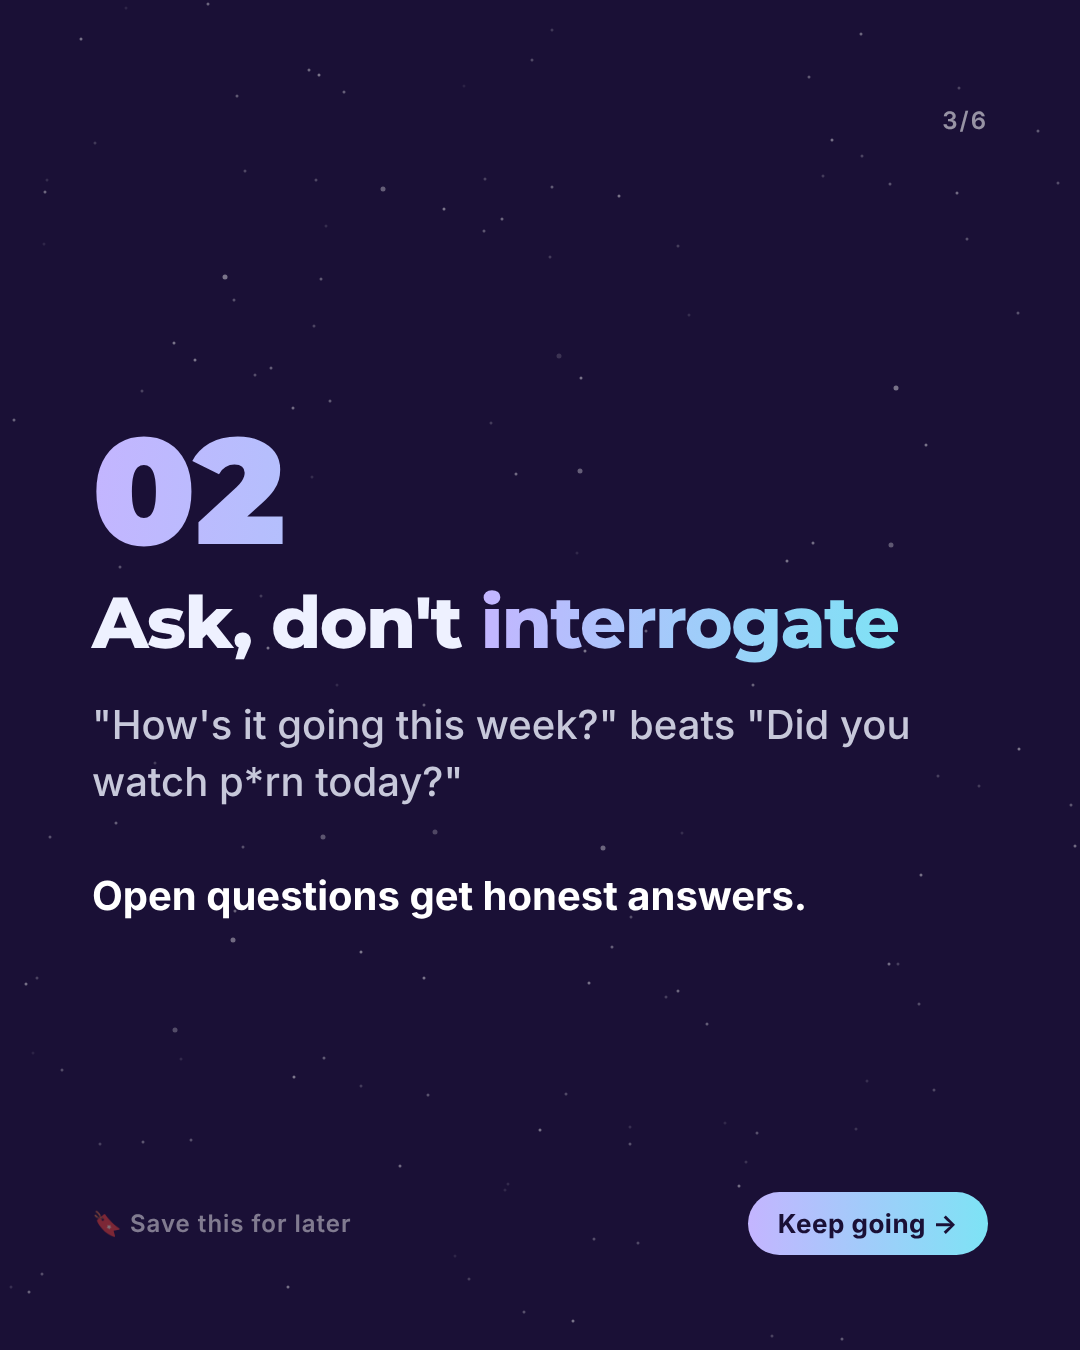 3/6
02
Ask, don't interrogate
"How's it going this week?" beats "Did you
watch p*rn today?"
Open questions get honest answers.
🔖 Save this for later
Keep going →